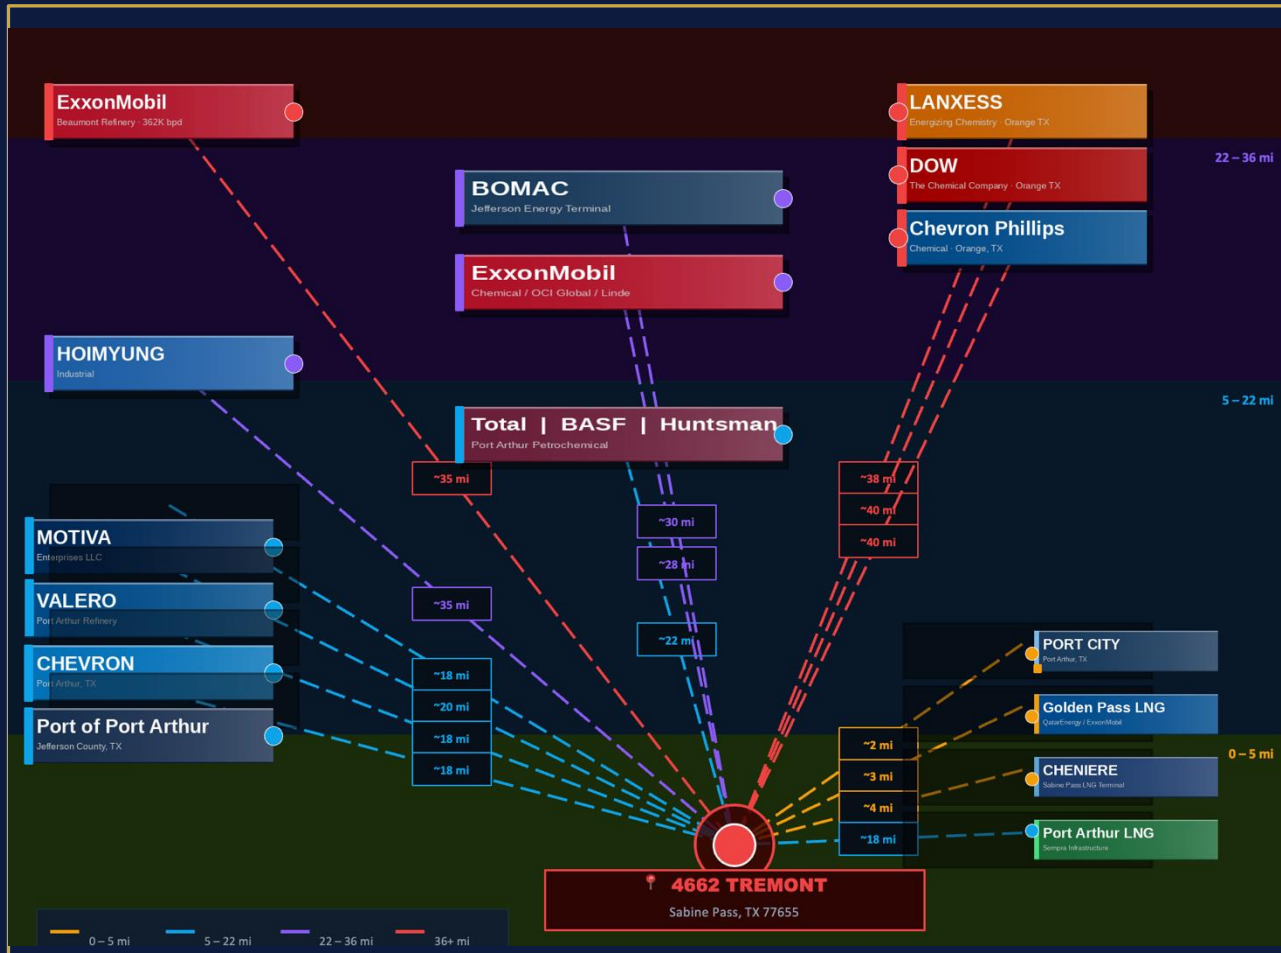 ExxonMobil
Beaumont Refinery · 362K bpd
LANXESS
Energizing Chemistry · Orange TX
DOW
The Chemical Company · Orange TX
Chevron Phillips
Chemical · Orange, TX
22 – 36 mi
BOMAC
Jefferson Energy Terminal
ExxonMobil
Chemical / OCI Global / Linde
HOIMYUNG
Industrial
5 – 22 mi
Total | BASF | Huntsman
Port Arthur Petrochemical
~35 mi
~38 mi
~40 mi
~40 mi
~30 mi
~28 mi
~22 mi
~35 mi
MOTIVA
Enterprises LLC
VALERO
Port Arthur Refinery
CHEVRON
Port Arthur, TX
Port of Port Arthur
Jefferson County, TX
~18 mi
~20 mi
~18 mi
~18 mi
PORT CITY
Port Arthur, TX
Golden Pass LNG
QatarEnergy / ExxonMobil
CHENIERE
Sabine Pass LNG Terminal
Port Arthur LNG
Sempra Infrastructure
0 – 5 mi
~2 mi
~3 mi
~4 mi
~18 mi
4662 TREMONT
Sabine Pass, TX 77655
0 – 5 mi
5 – 22 mi
22 – 36 mi
36+ mi